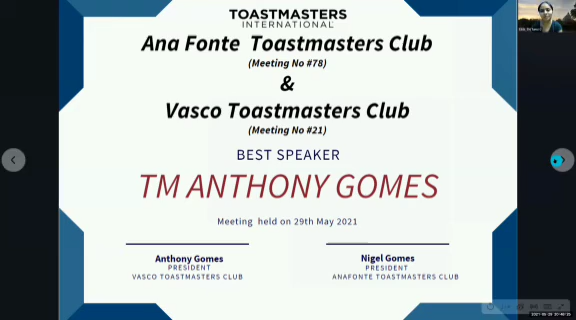 TOASTMASTERS
INTERNATIONAL
Ana Fonte Toastmasters Club
(Meeting No #78)
&
Vasco Toastmasters Club
(Meeting No #21)
BEST SPEAKER
TM ANTHONY GOMES
Meeting held on 29th May 2021
Anthony Gomes
PRESIDENT
VASCO TOASTMASTERS CLUB
Nigel Gomes
PRESIDENT
ANAFONTE TOASTMASTERS CLUB